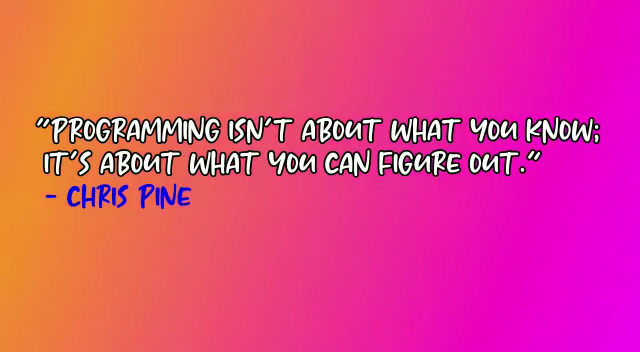 "PROGRAMMING ISN'T ABOUT WHAT YOU KNOW;
IT'S ABOUT WHAT YOU CAN FIGURE OUT."
- CHRIS PINE